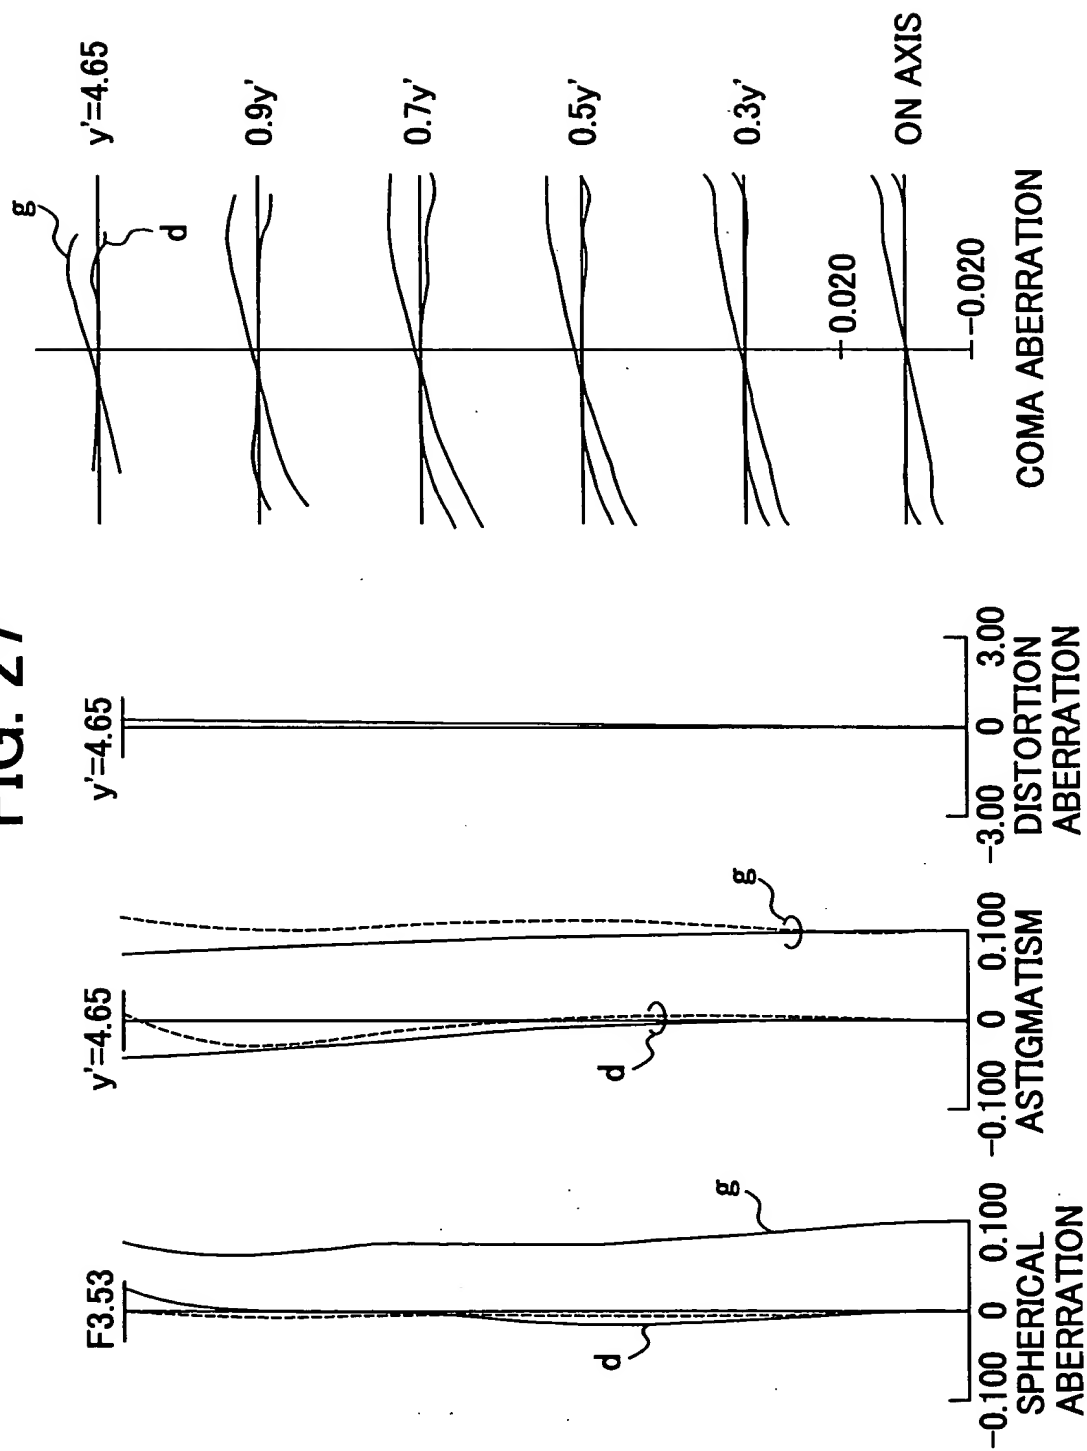 FIG. 27
F3.53
g
d
-0.100
0
0.100
SPHERICAL
ABERRATION
y'=4.65
g
d
-0.100
0
0.100
ASTIGMATISM
y'=4.65
-3.00
0
3.00
DISTORTION
ABERRATION
g
d
y'=4.65
0.9y'
0.7y'
0.5y'
0.3y'
ON AXIS
0.020
-0.020
COMA ABERRATION